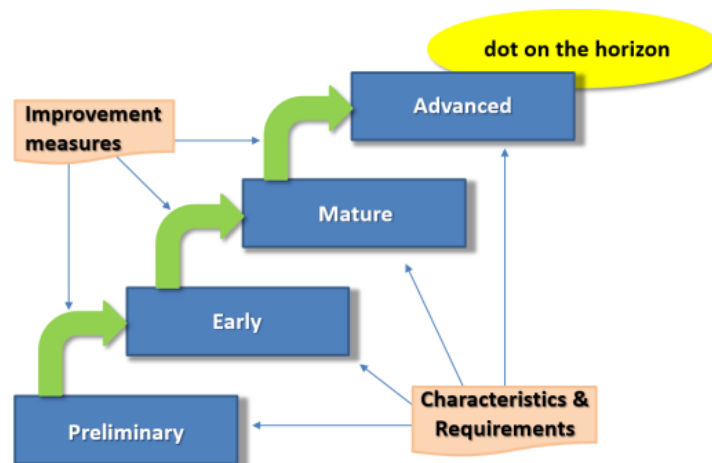 dot on the horizon
Advanced
Improvement
measures
Mature
Early
Characteristics &
Requirements
Preliminary